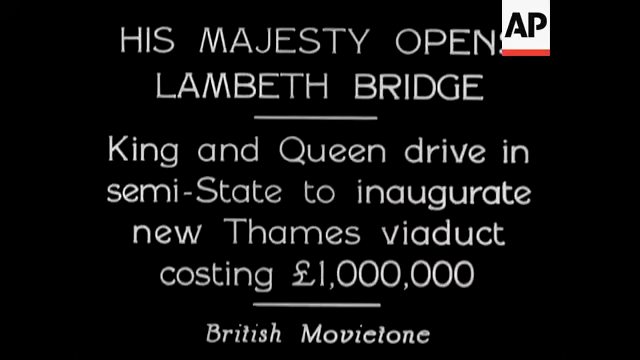 AP
HIS MAJESTY OPENS
LAMBETH BRIDGE
King and Queen drive in
semi-State to inaugurate
new Thames viaduct
costing £1,000,000
British Movietone